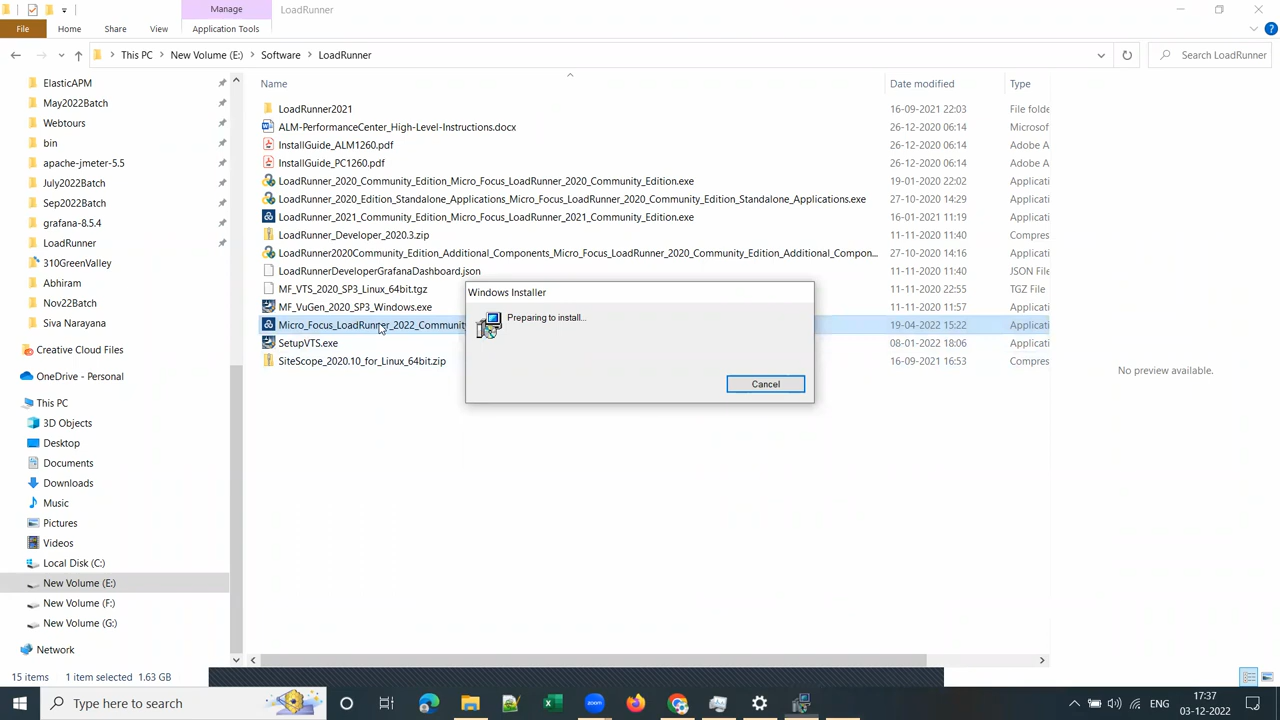 Manage
LoadRunner
File
Home
Share
View
Application Tools
This PC
New Volume (E:)
Software
LoadRunner
Search LoadRunner
Name
Date modified
Type
ElasticAPM
May2022Batch
Webtours
bin
apache-jmeter-5.5
July2022Batch
Sep2022Batch
grafana-8.5.4
LoadRunner
310GreenValley
Abhiram
Nov22Batch
Siva Narayana
Creative Cloud Files
OneDrive - Personal
This PC
3D Objects
Desktop
Documents
Downloads
Music
Pictures
Videos
Local Disk (C:)
New Volume (E:)
New Volume (F:)
New Volume (G:)
Network
LoadRunner2021 16-09-2021 22:03 File folde
ALM-PerformanceCenter_High-Level-Instructions.docx 26-12-2020 06:14 Microsof
InstallGuide_ALM1260.pdf 26-12-2020 06:14 Adobe A
InstallGuide_PC1260.pdf 26-12-2020 06:14 Adobe A
LoadRunner_2020_Community_Edition_Micro_Focus_LoadRunner_2020_Community_Edition.exe 19-01-2020 22:02 Applicati
LoadRunner_2020_Edition_Standalone_Applications_Micro_Focus_LoadRunner_2020_Community_Edition_Standalone_Applications.exe 27-10-2020 14:29 Applicati
LoadRunner_2021_Community_Edition_Micro_Focus_LoadRunner_2021_Community_Edition.exe 16-01-2021 11:19 Applicati
LoadRunner_Developer_2020.3.zip 11-11-2020 11:40 Compres
LoadRunner2020Community_Edition_Additional_Components_Micro_Focus_LoadRunner_2020_Community_Edition_Additional_Compon... 27-10-2020 14:16 Applicati
LoadRunnerDeveloperGrafanaDashboard.json 11-11-2020 11:40 JSON File
MF_VTS_2020_SP3_Linux_64bit.tgz 11-11-2020 22:55 TGZ File
MF_VuGen_2020_SP3_Windows.exe 11-11-2020 11:57 Applicati
Micro_Focus_LoadRunner_2022_Communit 19-04-2022 15:22 Applicati
SetupVTS.exe 08-01-2022 18:06 Applicati
SiteScope_2020.10_for_Linux_64bit.zip 16-09-2021 16:53 Compres
Windows Installer
Preparing to install...
Cancel
No preview available.
15 items
1 item selected 1.63 GB
Type here to search
zoom
17:37
03-12-2022